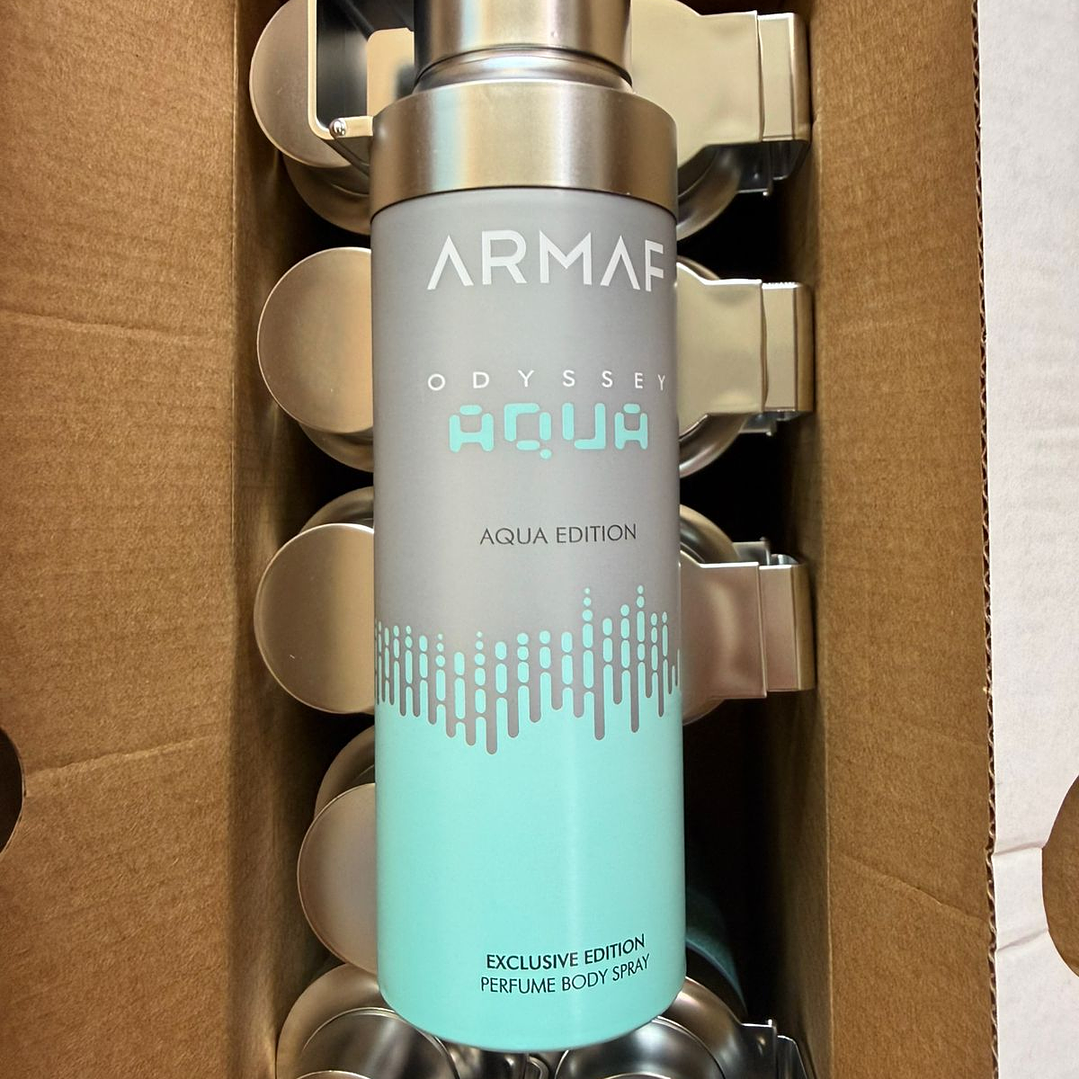 ARMAF
ODYSSEY
AQUA
AQUA EDITION
EXCLUSIVE EDITION
PERFUME BODY SPRAY